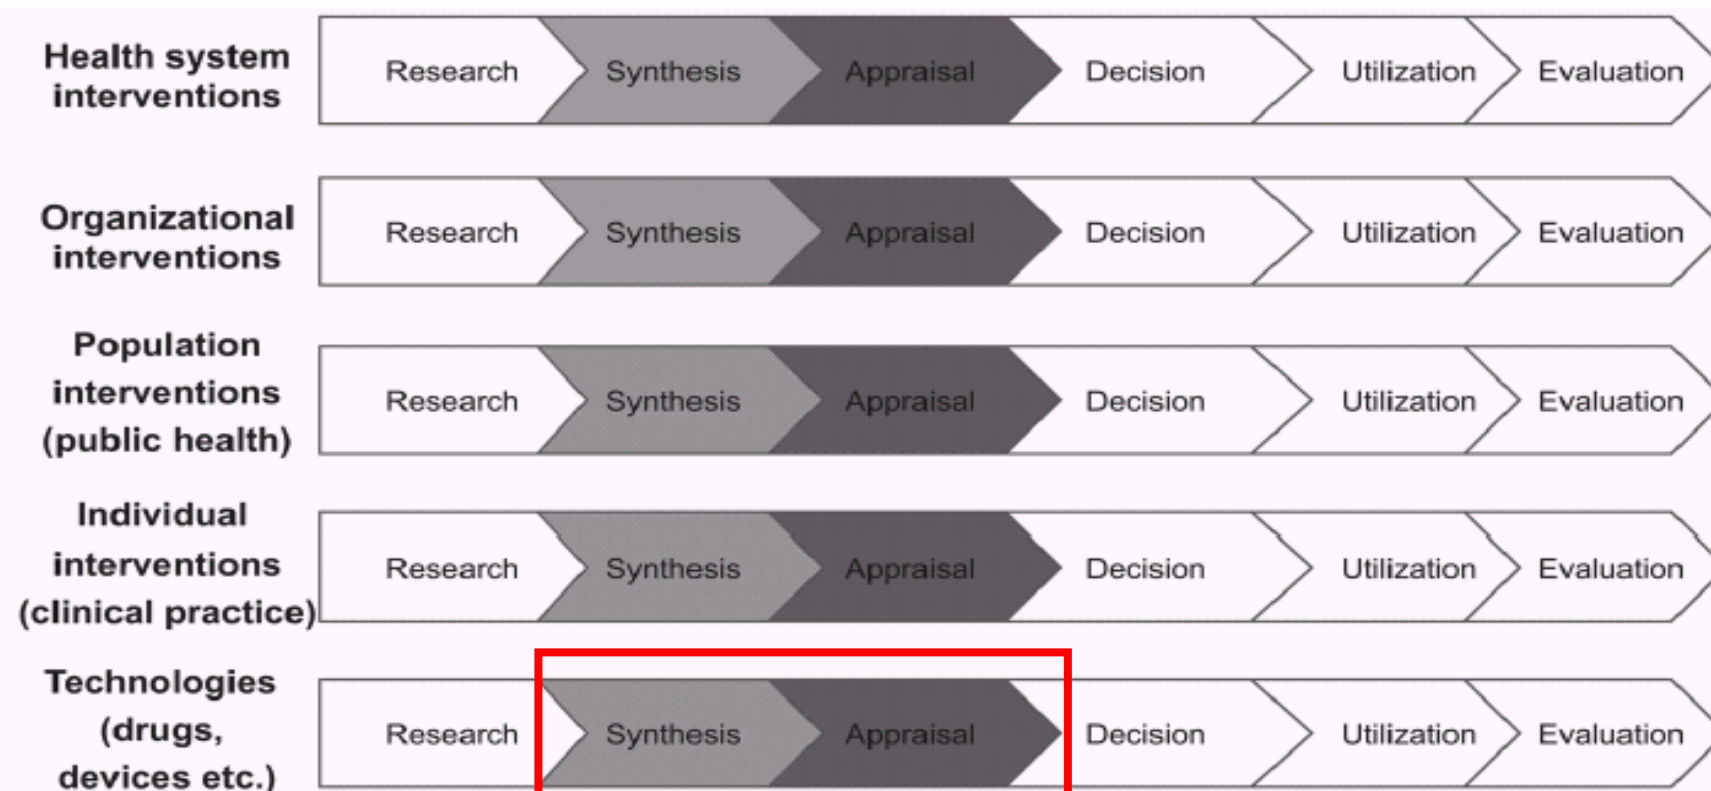 Health system
interventions
Research Synthesis Appraisal Decision Utilization Evaluation
Organizational
interventions
Research Synthesis Appraisal Decision Utilization Evaluation
Population
interventions
(public health)
Research Synthesis Appraisal Decision Utilization Evaluation
Individual
interventions
(clinical practice)
Research Synthesis Appraisal Decision Utilization Evaluation
Technologies
(drugs,
devices etc.)
Research Synthesis Appraisal Decision Utilization Evaluation